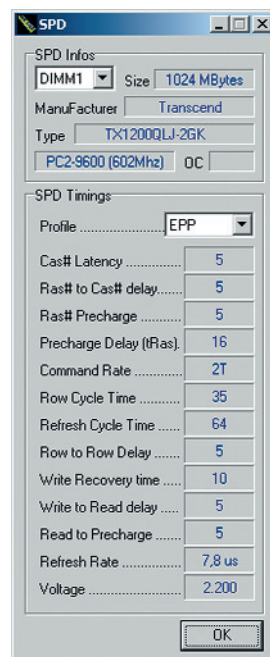 SPD
SPD Infos
DIMM1 Size 1024 MBytes
ManuFacturer Transcend
Type TX1200QLJ-2GK
PC2-9600 (602Mhz) OC
SPD Timings
Profile .................... EPP
Cas# Latency .............. 5
Ras# to Cas# delay...... 5
Ras# Precharge ........... 5
Precharge Delay (tRas). 16
Command Rate ............ 2T
Row Cycle Time ........... 35
Refresh Cycle Time ...... 64
Row to Row Delay ....... 5
Write Recovery time ..... 10
Write to Read delay ..... 5
Read to Precharge ....... 5
Refresh Rate ............... 7,8 us
Voltage ........................ 2.200
OK